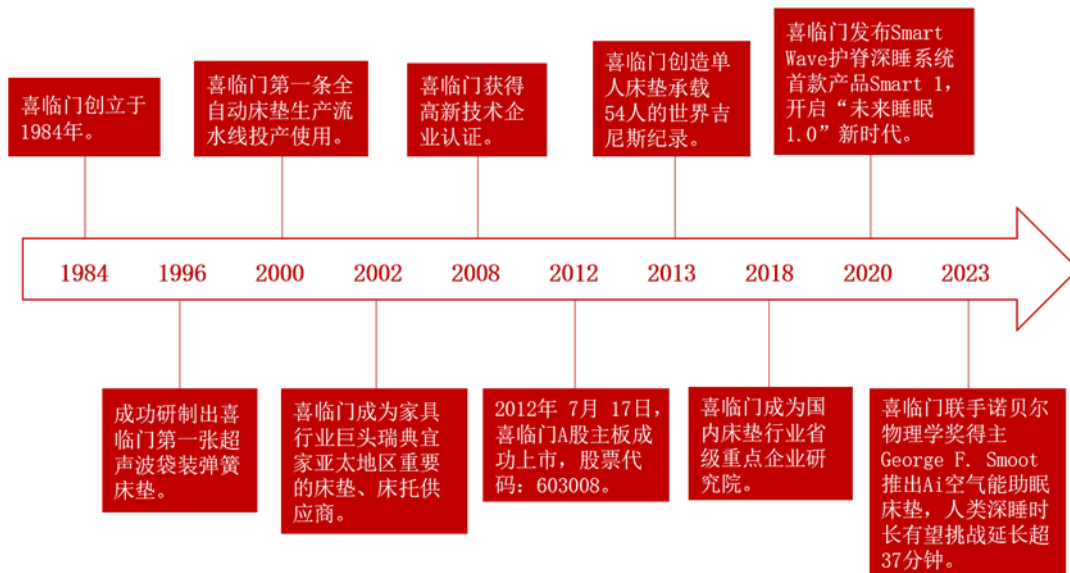 喜临门创立于
1984年。
喜临门第一条全
自动床垫生产流
水线投产使用。
喜临门获得
高新技术企
业认证。
喜临门创造单
人床垫承载
54人的世界吉
尼斯纪录。
喜临门发布Smart
Wave护脊深睡系统
首款产品Smart 1,
开启“未来睡眠
1.0”新时代。
1984 1996 2000 2002 2008 2012 2013 2018 2020 2023
成功研制出喜
临门第一张超
声波袋装弹簧
床垫。
喜临门成为家具
行业巨头瑞典宜
家亚太地区重要
的床垫、床托供
应商。
2012年 7月 17日,
喜临门A股主板成
功上市，股票代
码：603008。
喜临门成为国
内床垫行业省
级重点企业研
究院。
喜临门联手诺贝尔
物理学奖得主
George F. Smoot
推出Ai空气能助眠
床垫，人类深睡时
长有望挑战延长超
37分钟。